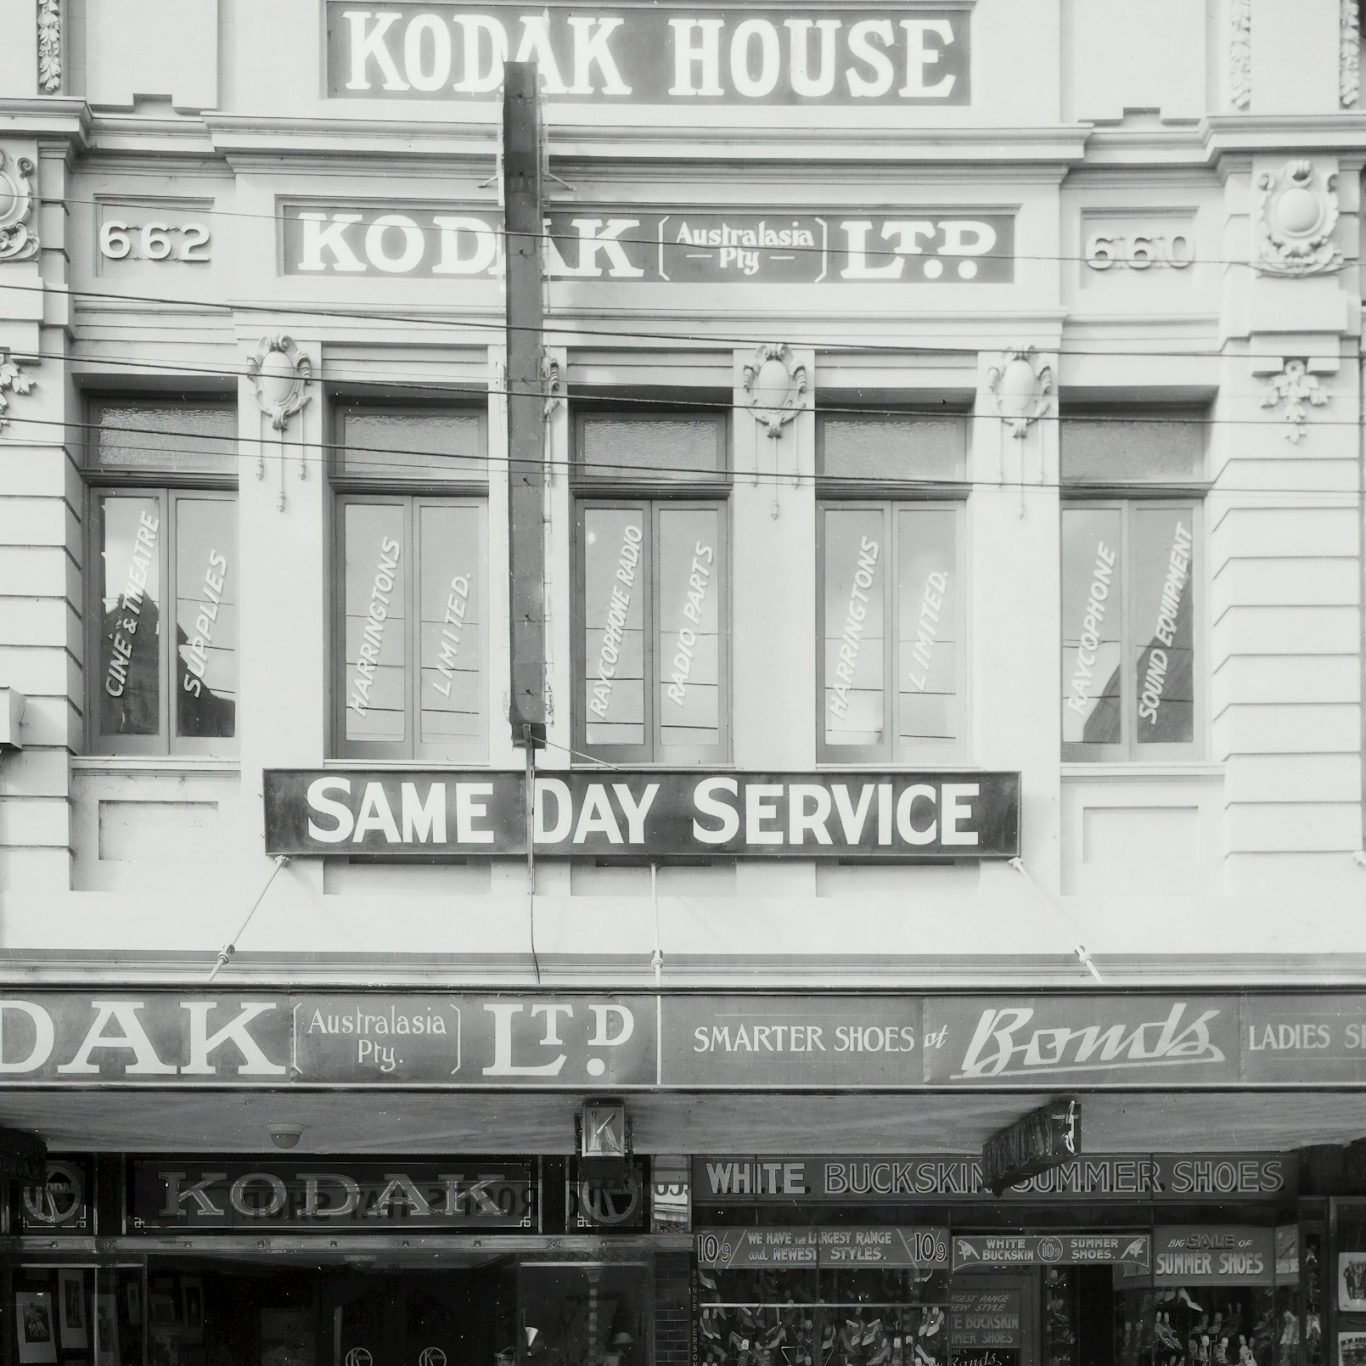 KODAK HOUSE
662
KODAK (Australasia Pty) LTD.
660
CINÉ & THEATRE SUPPLIES
HARRINGTONS LIMITED.
RAYCOPHONE RADIO RADIO PARTS
HARRINGTONS LIMITED.
RAYCOPHONE SOUND EQUIPMENT
SAME DAY SERVICE
DAK (Australasia Pty.) LTD.
SMARTER SHOES at Bonds
LADIES
K
KODAK
WHITE BUCKSKIN SUMMER SHOES
10/9 WE HAVE THE LARGEST RANGE and NEWEST STYLES. 10/9
WHITE BUCKSKIN 10/9 SUMMER SHOES.
BIG SALE OF
SUMMER SHOES